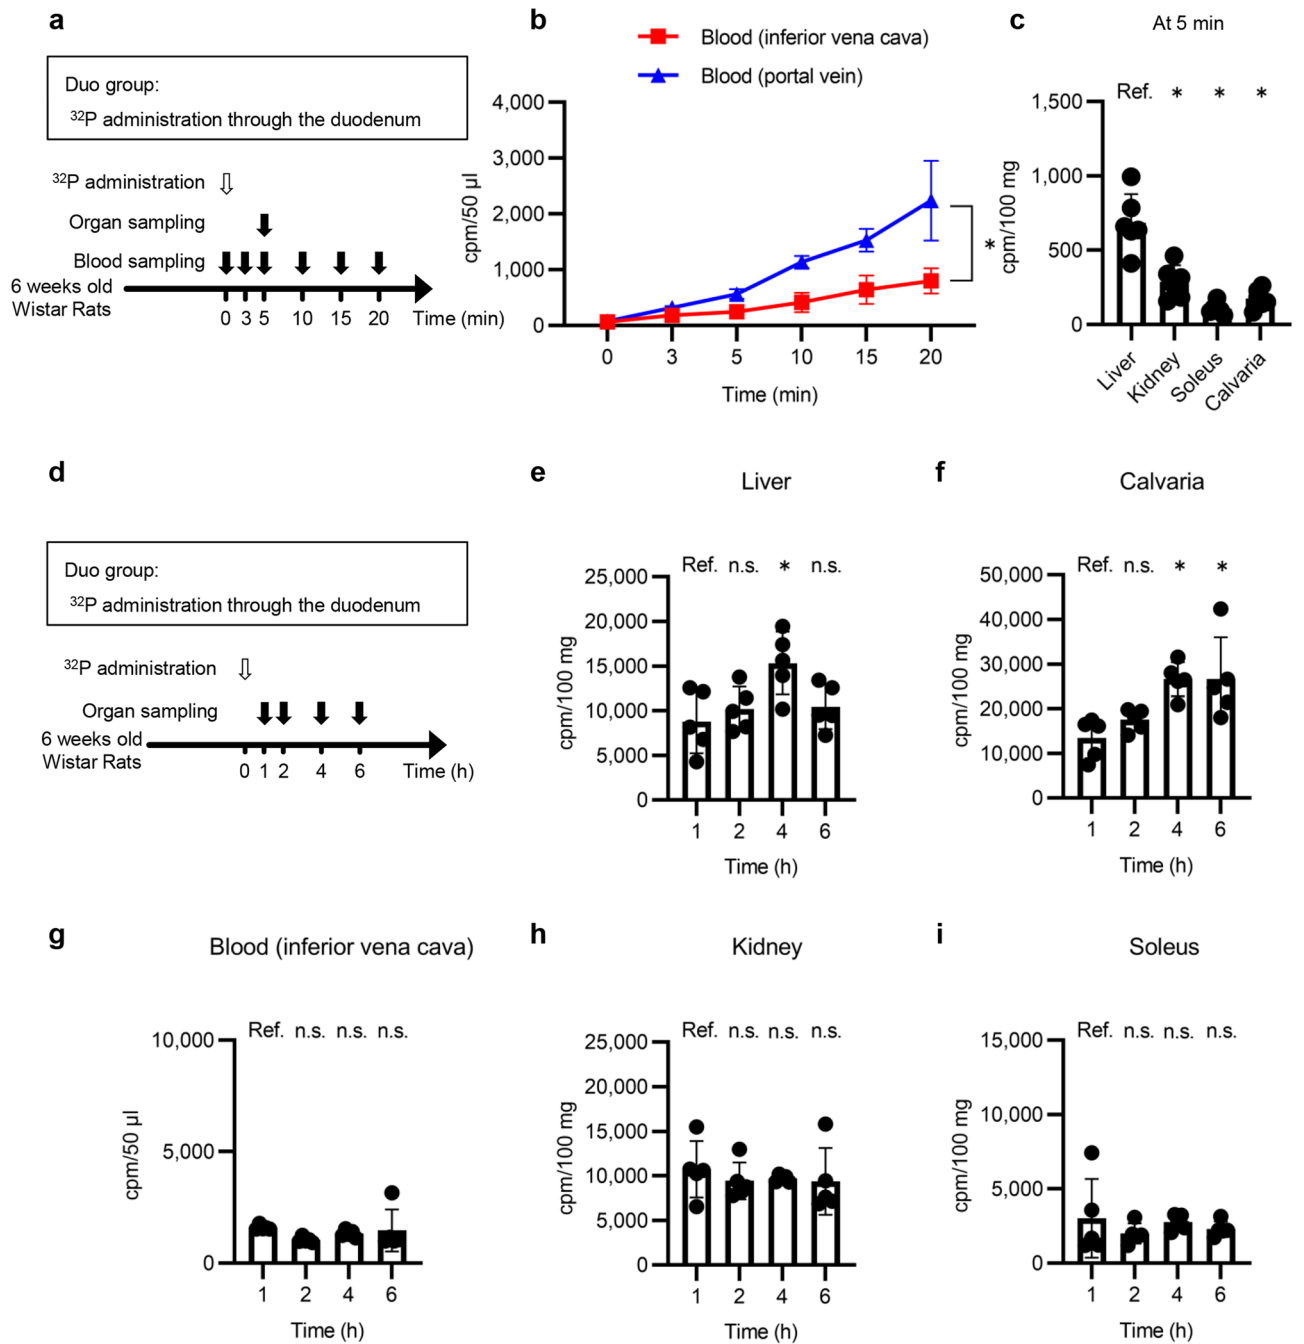 a
Duo group:
³²P administration through the duodenum
³²P administration
Organ sampling
Blood sampling
6 weeks old
Wistar Rats
0 3 5 10 15 20 Time (min)
b
Blood (inferior vena cava)
Blood (portal vein)
4,000
3,000
2,000
1,000
0
cpm/50 µl
*
0 3 5 10 15 20
Time (min)
c
At 5 min
Ref. * * *
1,500
1,000
500
0
cpm/100 mg
Liver
Kidney
Soleus
Calvaria
d
Duo group:
³²P administration through the duodenum
³²P administration
Organ sampling
6 weeks old
Wistar Rats
0 1 2 4 6 Time (h)
e
Liver
Ref. n.s. * n.s.
25,000
20,000
15,000
10,000
5,000
0
cpm/100 mg
1 2 4 6
Time (h)
f
Calvaria
Ref. n.s. * *
50,000
40,000
30,000
20,000
10,000
0
cpm/100 mg
1 2 4 6
Time (h)
g
Blood (inferior vena cava)
Ref. n.s. n.s. n.s.
10,000
5,000
0
cpm/50 µl
1 2 4 6
Time (h)
h
Kidney
Ref. n.s. n.s. n.s.
25,000
20,000
15,000
10,000
5,000
0
cpm/100 mg
1 2 4 6
Time (h)
i
Soleus
Ref. n.s. n.s. n.s.
15,000
10,000
5,000
0
cpm/100 mg
1 2 4 6
Time (h)